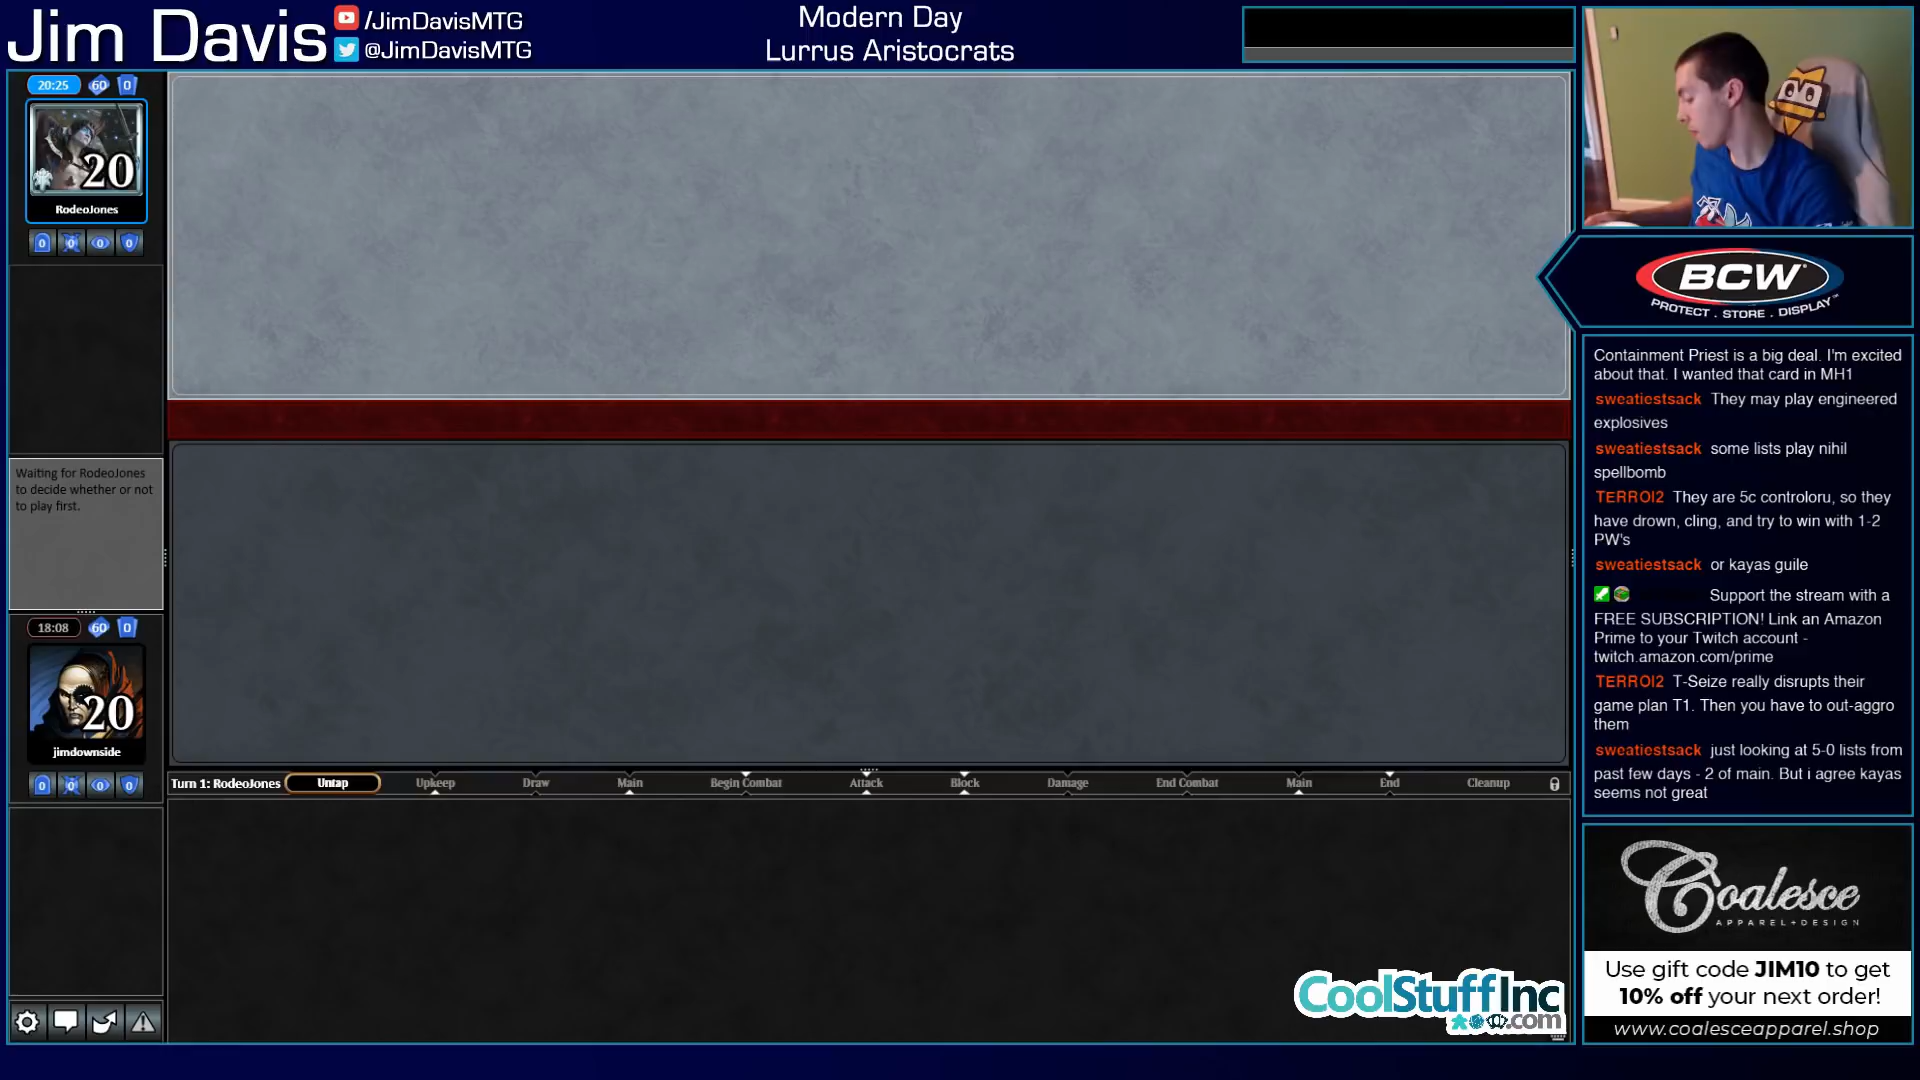 Jim Davis
/JimDavisMTG
@JimDavisMTG
Modern Day
Lurrus Aristocrats
20:25 60 0
20
RodeoJones
0 0 0 0
Waiting for RodeoJones
to decide whether or not
to play first.
18:08 60 0
20
jimdownside
0 0 0 0
Turn 1: RodeoJones Untap Upkeep Draw Main Begin Combat Attack Block Damage End Combat Main End Cleanup
CoolStuffInc
.com
BCW
PROTECT . STORE . DISPLAY™
Containment Priest is a big deal. I'm excited
about that. I wanted that card in MH1
sweatiestsack They may play engineered
explosives
sweatiestsack some lists play nihil
spellbomb
TERROI2 They are 5c controloru, so they
have drown, cling, and try to win with 1-2
PW's
sweatiestsack or kayas guile
Support the stream with a
FREE SUBSCRIPTION! Link an Amazon
Prime to your Twitch account -
twitch.amazon.com/prime
TERROI2 T-Seize really disrupts their
game plan T1. Then you have to out-aggro
them
sweatiestsack just looking at 5-0 lists from
past few days - 2 of main. But i agree kayas
seems not great
Coalesce
APPAREL+DESIGN
Use gift code JIM10 to get
10% off your next order!
www.coalesceapparel.shop